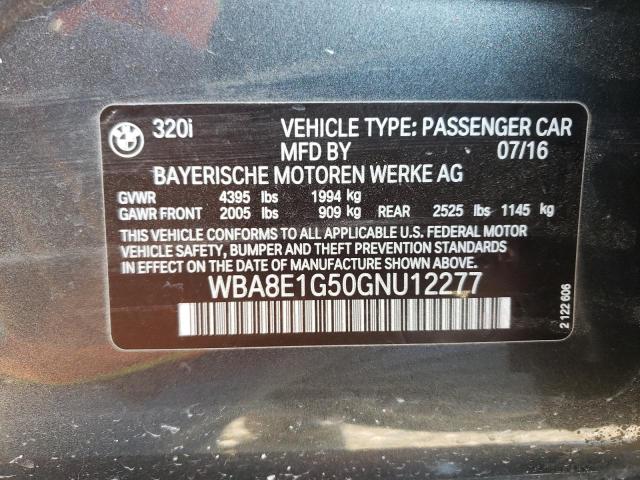 320i VEHICLE TYPE: PASSENGER CAR
MFD BY 07/16
BAYERISCHE MOTOREN WERKE AG
GVWR 4395 lbs 1994 kg
GAWR FRONT 2005 lbs 909 kg REAR 2525 lbs 1145 kg
THIS VEHICLE CONFORMS TO ALL APPLICABLE U.S. FEDERAL MOTOR
VEHICLE SAFETY, BUMPER AND THEFT PREVENTION STANDARDS
IN EFFECT ON THE DATE OF MANUFACTURE SHOWN ABOVE.
WBA8E1G50GNU12277
2 122 606